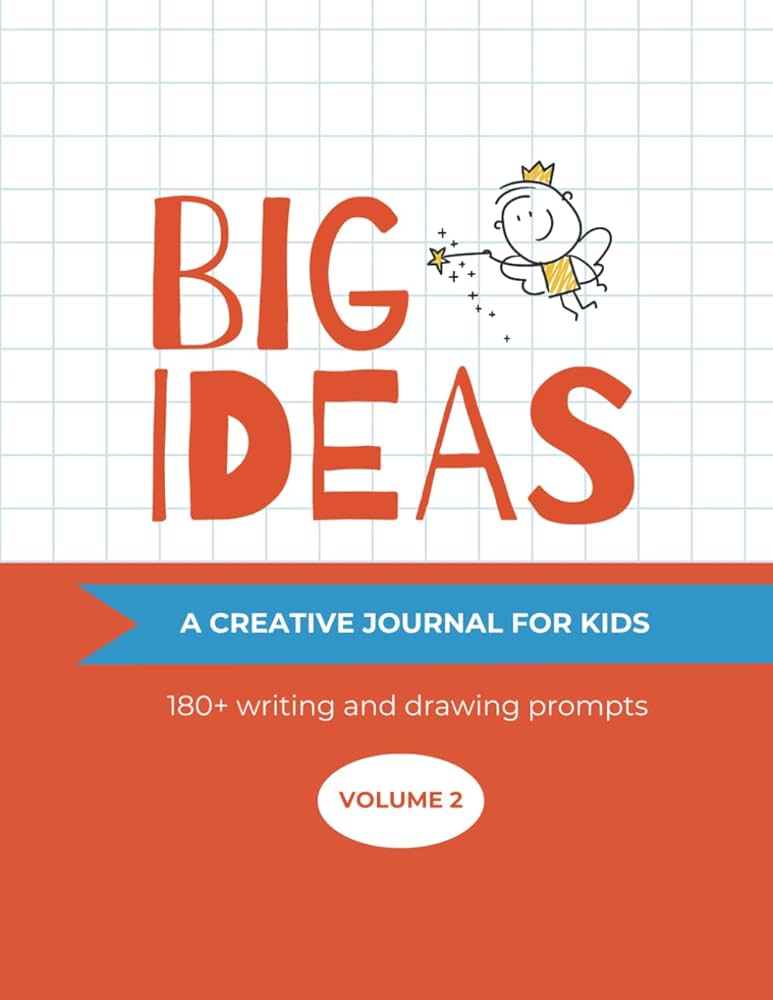 BIG
IDEAS
A CREATIVE JOURNAL FOR KIDS
180+ writing and drawing prompts
VOLUME 2